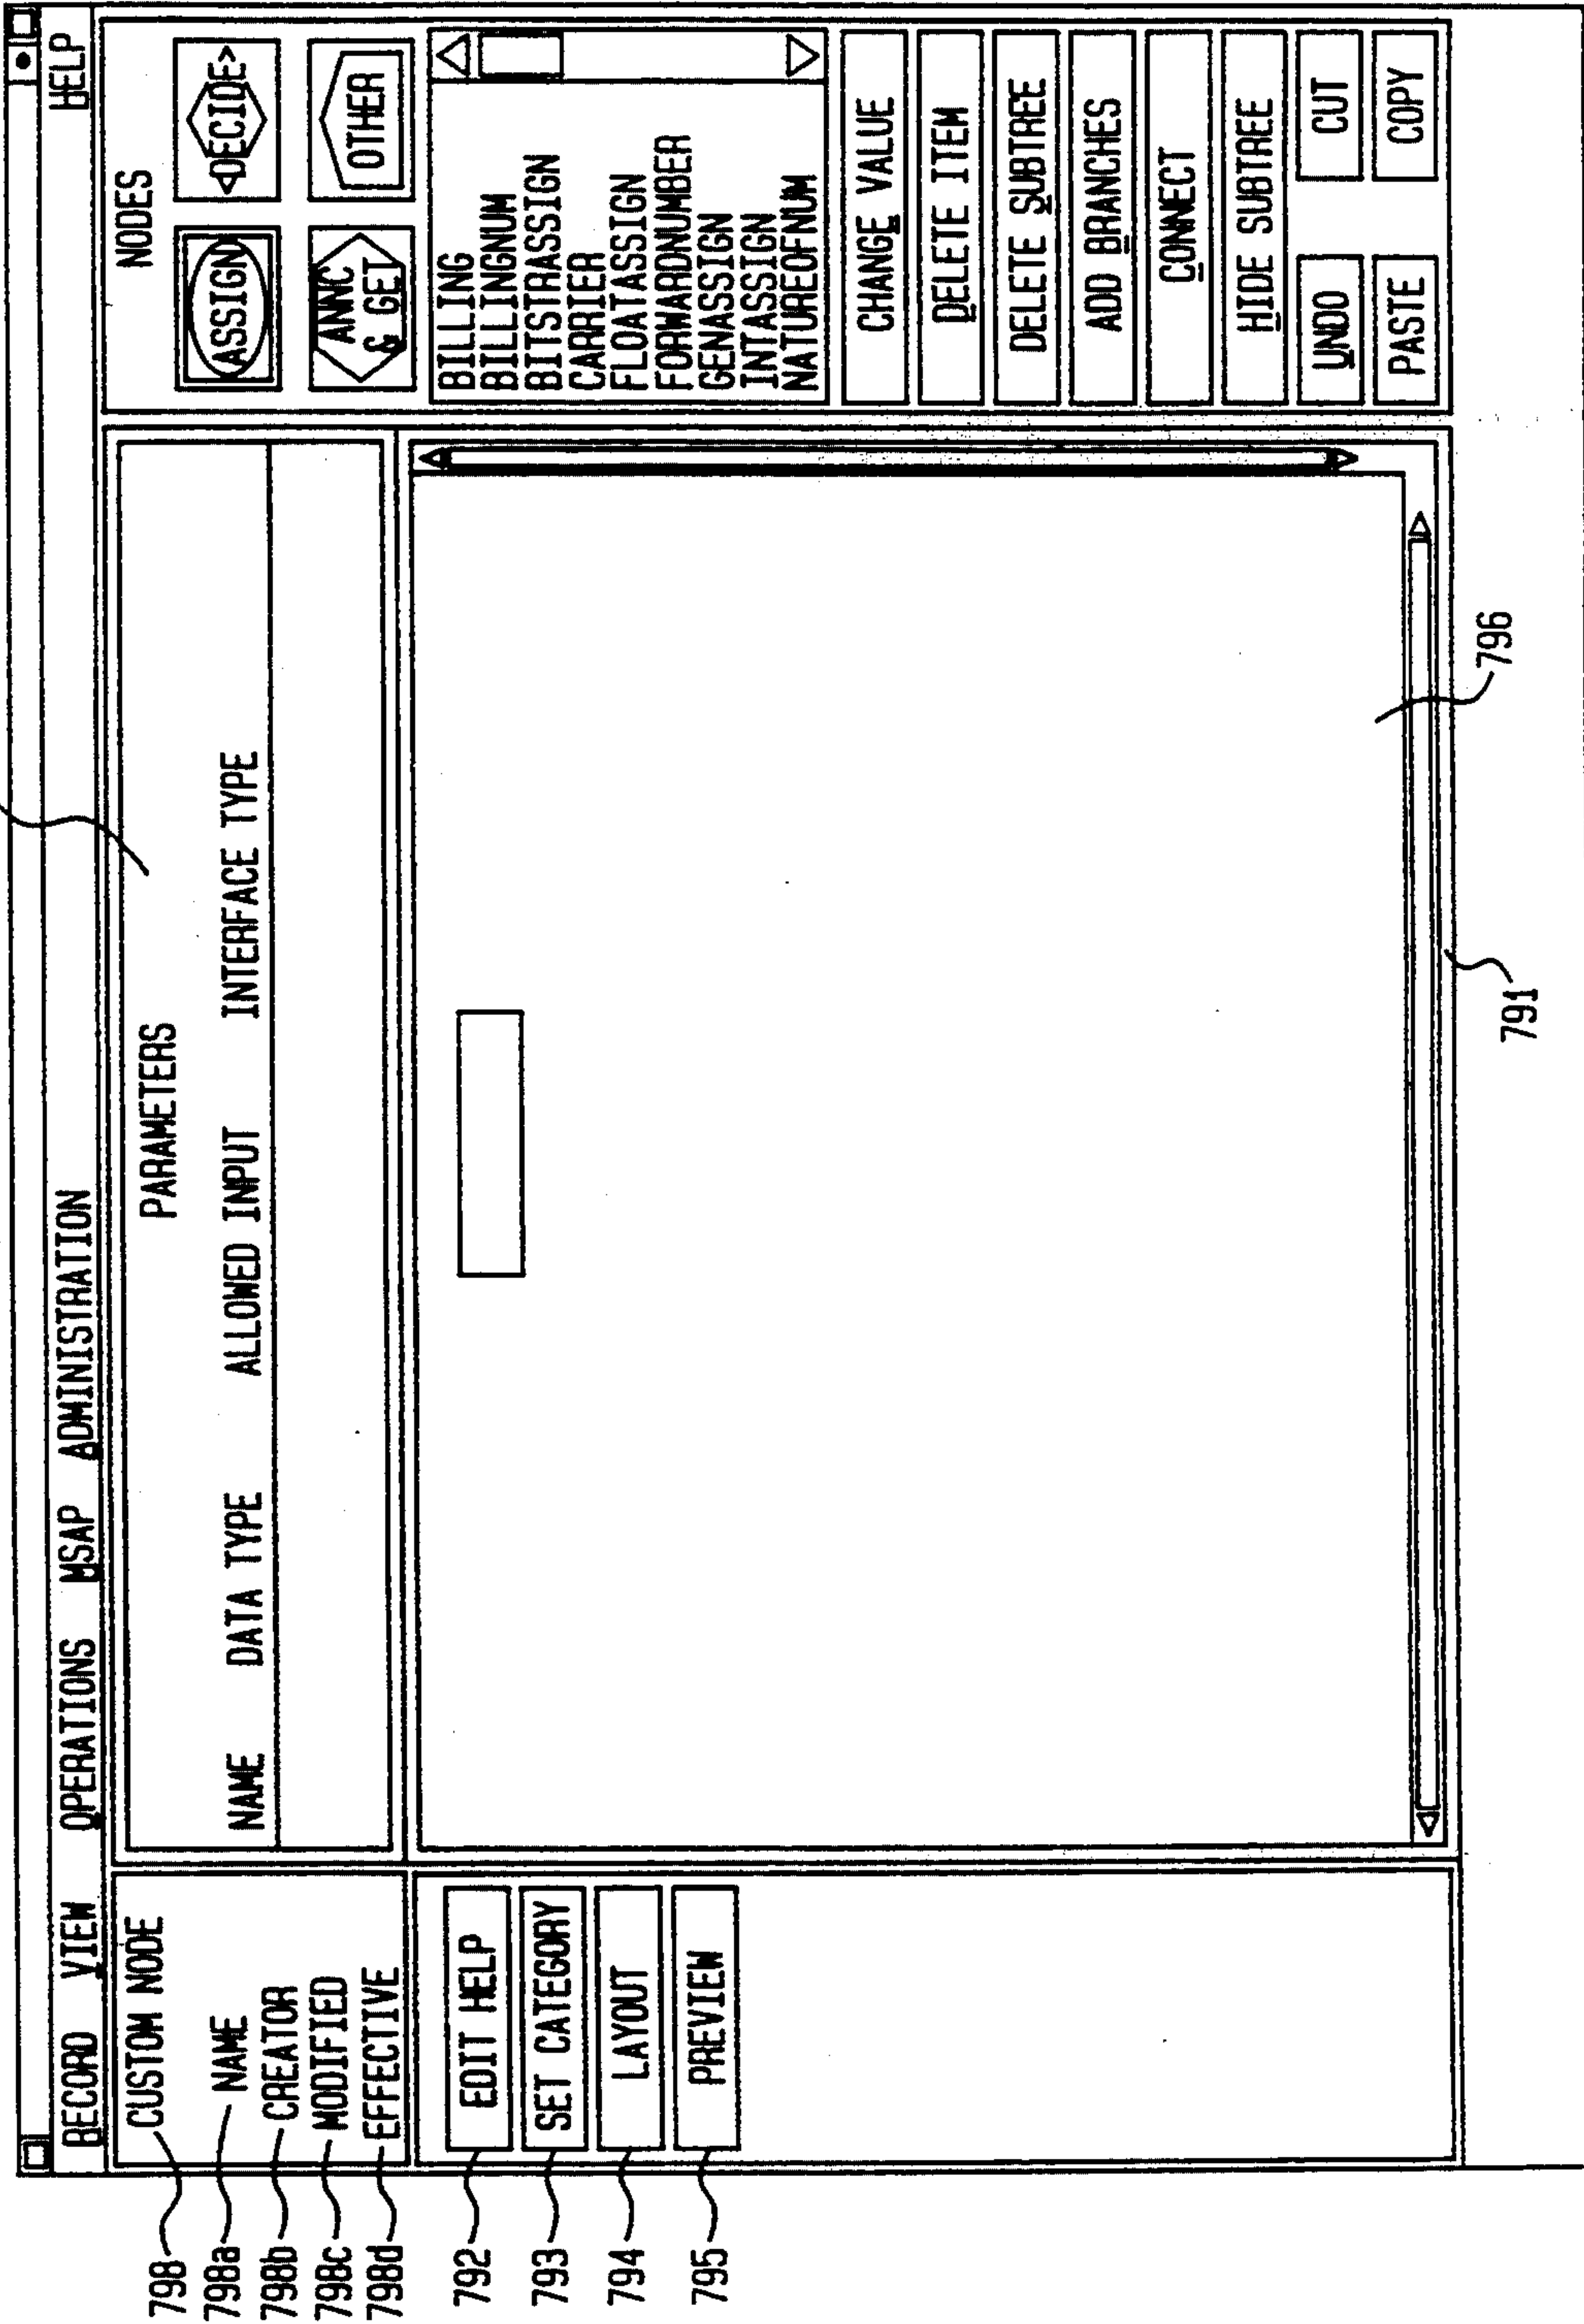 RECORD VIEW OPERATIONS MSAP ADMINISTRATION HELP
798 CUSTOM NODE
798a NAME
798b CREATOR
798c MODIFIED
798d EFFECTIVE
792 EDIT HELP
793 SET CATEGORY
794 LAYOUT
795 PREVIEW
PARAMETERS
NAME DATA TYPE ALLOWED INPUT INTERFACE TYPE
796
791
NODES
ASSIGN <DECIDE>
ANNC & GET OTHER
BILLING
BILLINGNUM
BITSTRASSIGN
CARRIER
FLOATASSIGN
FORWARDNUMBER
GENASSIGN
INTASSIGN
NATUREOFNUM
CHANGE VALUE
DELETE ITEM
DELETE SUBTREE
ADD BRANCHES
CONNECT
HIDE SUBTREE
UNDO CUT
PASTE COPY